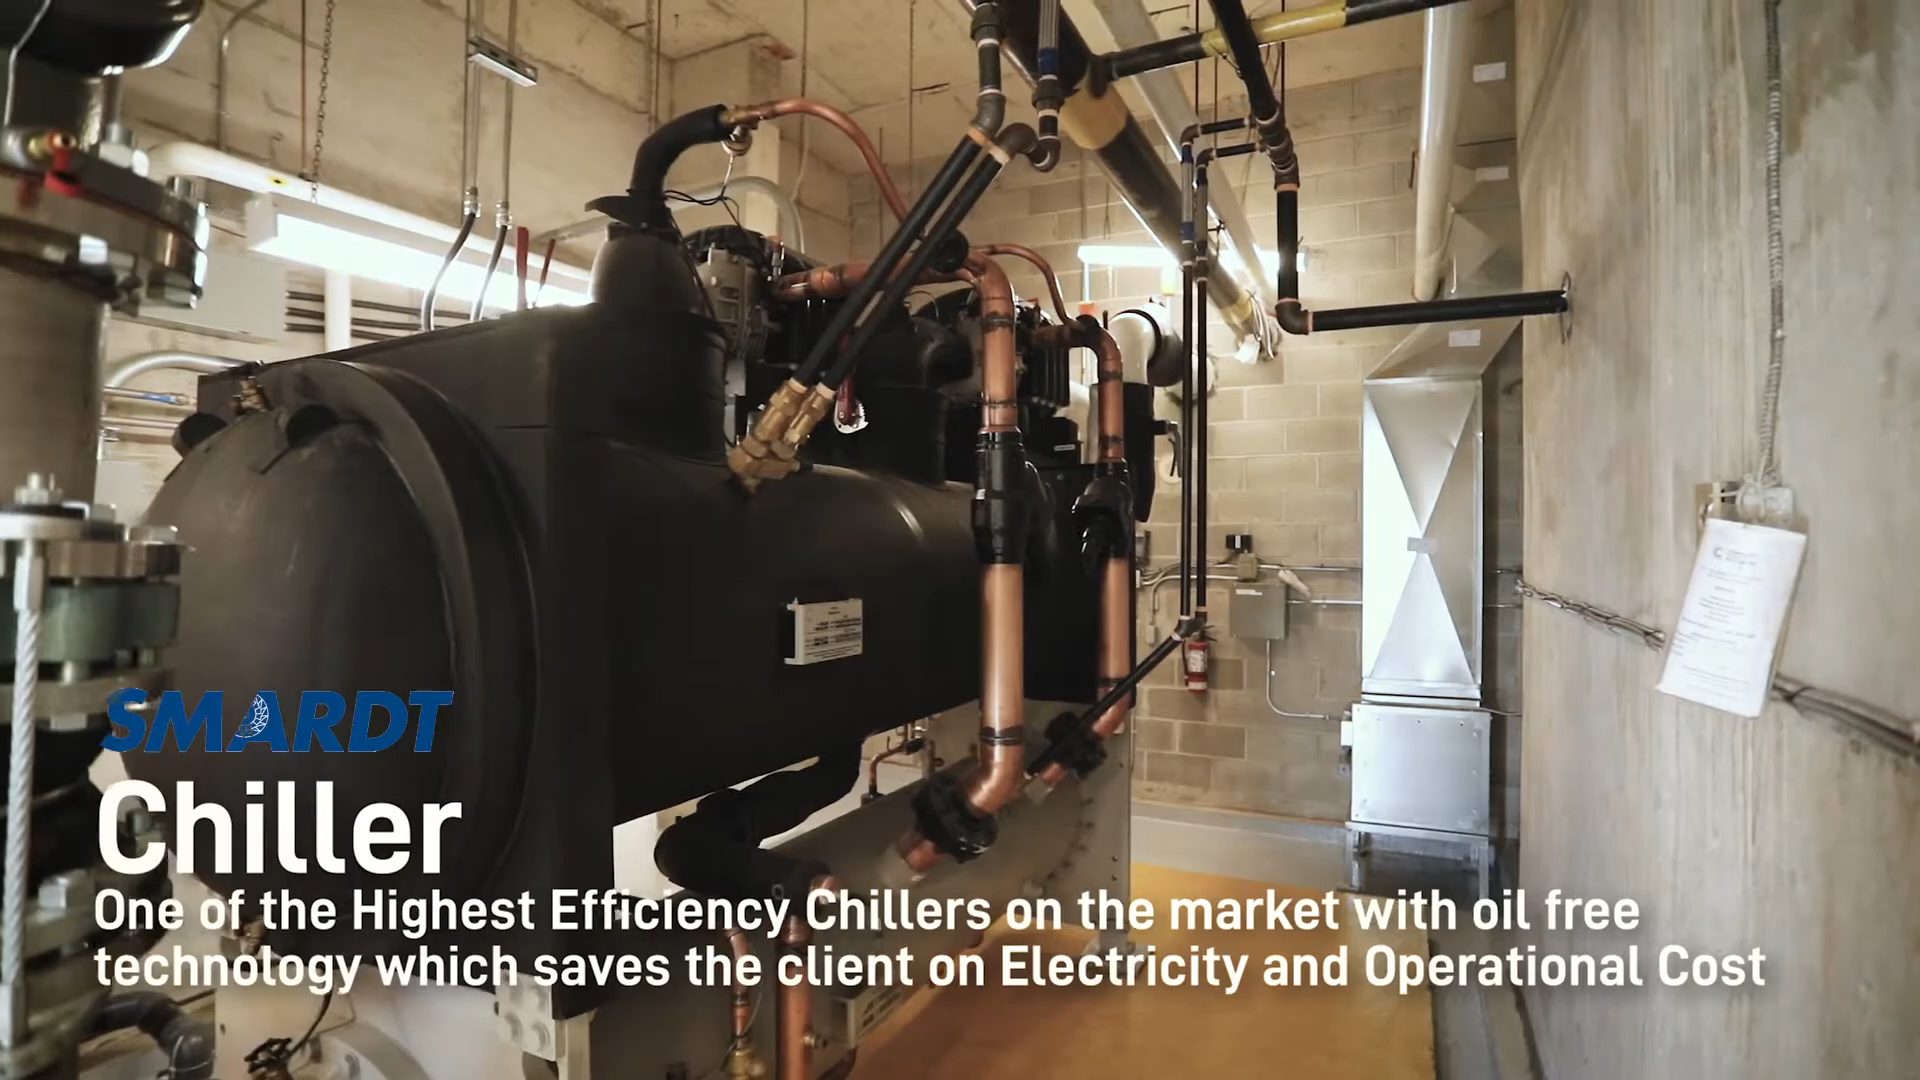 SMARDT
Chiller
One of the Highest Efficiency Chillers on the market with oil free
technology which saves the client on Electricity and Operational Cost